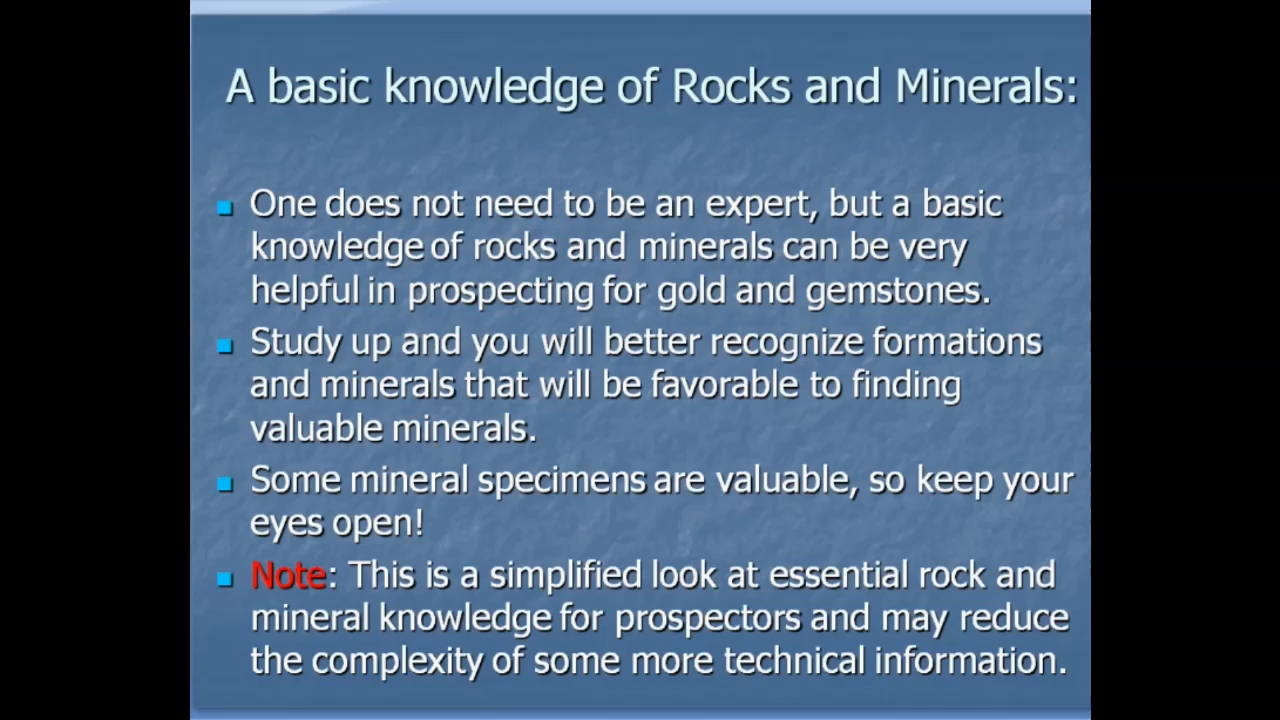 A basic knowledge of Rocks and Minerals:
One does not need to be an expert, but a basic
knowledge of rocks and minerals can be very
helpful in prospecting for gold and gemstones.
Study up and you will better recognize formations
and minerals that will be favorable to finding
valuable minerals.
Some mineral specimens are valuable, so keep your
eyes open!
Note: This is a simplified look at essential rock and
mineral knowledge for prospectors and may reduce
the complexity of some more technical information.